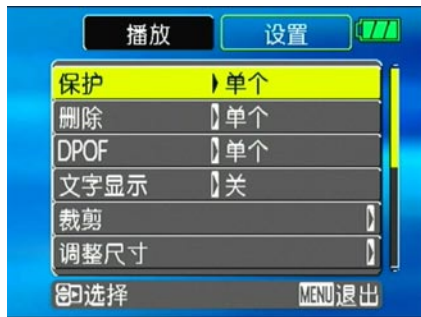 播放 设置
保护 单个
删除 单个
DPOF 单个
文字显示 关
裁剪
调整尺寸
选择 MENU退出